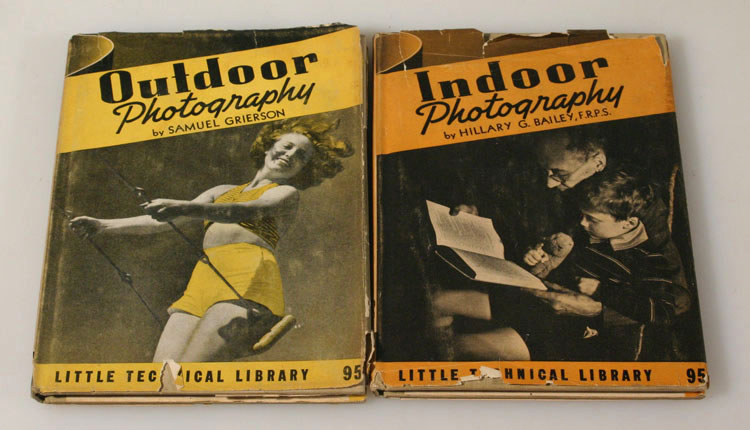 Outdoor
Photography
by SAMUEL GRIERSON
LITTLE TEC ICAL LIBRARY 95
Indoor
Photography
by HILLARY G. BAILEY, F.R.P.S.
LITTLE T HNICAL LIBRARY 95